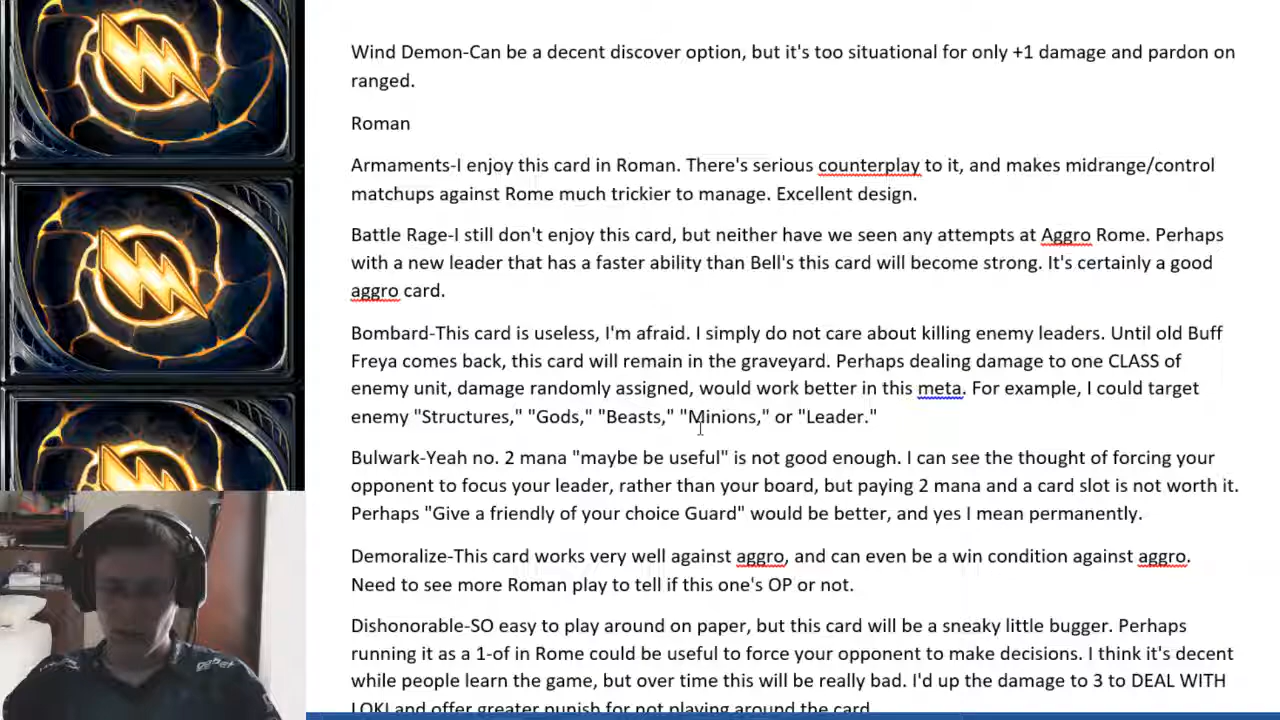 Wind Demon-Can be a decent discover option, but it's too situational for only +1 damage and pardon on
ranged.
Roman
Armaments-I enjoy this card in Roman. There's serious counterplay to it, and makes midrange/control
matchups against Rome much trickier to manage. Excellent design.
Battle Rage-I still don't enjoy this card, but neither have we seen any attempts at Aggro Rome. Perhaps
with a new leader that has a faster ability than Bell's this card will become strong. It's certainly a good
aggro card.
Bombard-This card is useless, I'm afraid. I simply do not care about killing enemy leaders. Until old Buff
Freya comes back, this card will remain in the graveyard. Perhaps dealing damage to one CLASS of
enemy unit, damage randomly assigned, would work better in this meta. For example, I could target
enemy "Structures," "Gods," "Beasts," "Minions," or "Leader."
Bulwark-Yeah no. 2 mana "maybe be useful" is not good enough. I can see the thought of forcing your
opponent to focus your leader, rather than your board, but paying 2 mana and a card slot is not worth it.
Perhaps "Give a friendly of your choice Guard" would be better, and yes I mean permanently.
Demoralize-This card works very well against aggro, and can even be a win condition against aggro.
Need to see more Roman play to tell if this one's OP or not.
Dishonorable-SO easy to play around on paper, but this card will be a sneaky little bugger. Perhaps
running it as a 1-of in Rome could be useful to force your opponent to make decisions. I think it's decent
while people learn the game, but over time this will be really bad. I'd up the damage to 3 to DEAL WITH
LOKI and offer greater punish for not playing around the card.